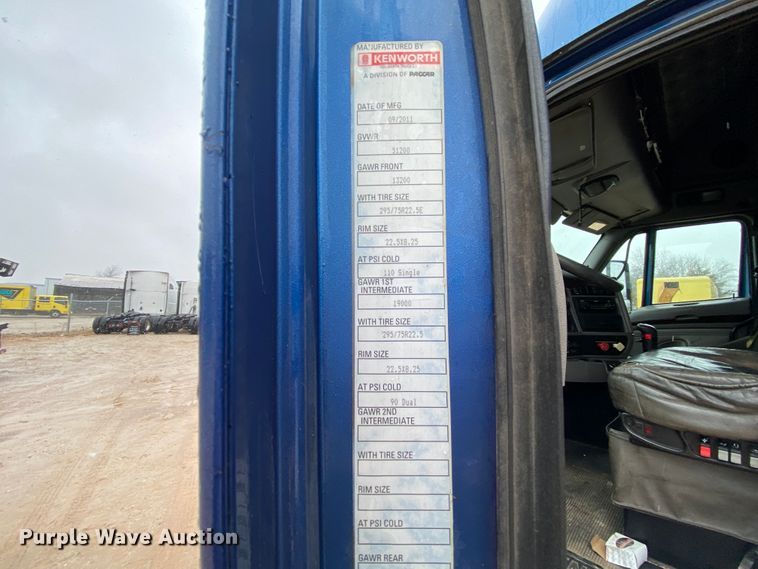 MANUFACTURED BY
KENWORTH
A DIVISION OF PACCAR
DATE OF MFG
09/2011
GVWR
51200
GAWR FRONT
13200
WITH TIRE SIZE
295/75R22.5E
RIM SIZE
22.5X8.25
AT PSI COLD
110 Single
GAWR 1ST
INTERMEDIATE
19000
WITH TIRE SIZE
295/75R22.5
RIM SIZE
22.5X8.25
AT PSI COLD
90 Dual
GAWR 2ND
INTERMEDIATE
WITH TIRE SIZE
RIM SIZE
AT PSI COLD
GAWR REAR
Purple Wave Auction